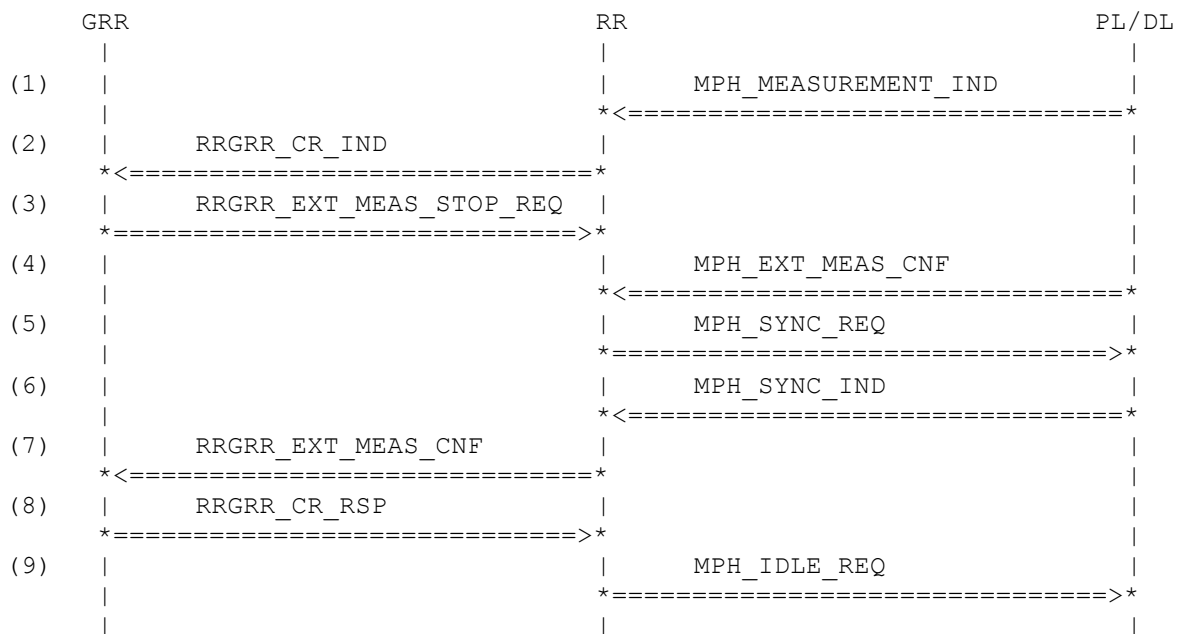 GRR RR PL/DL
| | |
(1) | | MPH_MEASUREMENT_IND |
| *<===============================*
(2) | RRGRR_CR_IND | |
*<=============================* |
(3) | RRGRR_EXT_MEAS_STOP_REQ | |
*=============================>* |
(4) | | MPH_EXT_MEAS_CNF |
| *<===============================*
(5) | | MPH_SYNC_REQ |
| *===============================>*
(6) | | MPH_SYNC_IND |
| *<===============================*
(7) | RRGRR_EXT_MEAS_CNF | |
*<=============================* |
(8) | RRGRR_CR_RSP | |
*=============================>* |
(9) | | MPH_IDLE_REQ |
| *===============================>*
| | |